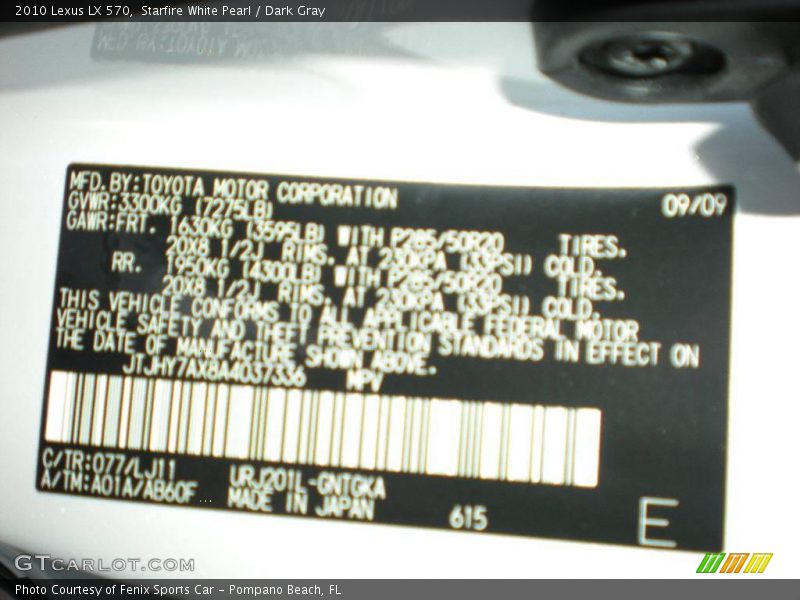 2010 Lexus LX 570, Starfire White Pearl / Dark Gray
MFD. BY:TOYOTA MOTOR CORPORATION 09/09
GVWR:3300KG (7275LB)
GAWR:FRT. 1630KG (3595LB) WITH P285/50R20 TIRES.
20X8 1/2J RIMS. AT 230KPA (33PSI) COLD.
RR. 1950KG (4300LB) WITH P285/50R20 TIRES.
20X8 1/2J RIMS. AT 230KPA (33PSI) COLD.
THIS VEHICLE CONFORMS TO ALL APPLICABLE FEDERAL MOTOR
VEHICLE SAFETY AND THEFT PREVENTION STANDARDS IN EFFECT ON
THE DATE OF MANUFACTURE SHOWN ABOVE.
JTJHY7AX8A4037336 MPV
C/TR:077/LJ11 URJ201L-GNTGKA
A/TM:A01A/AB60F MADE IN JAPAN 615 E
GTCARLOT.COM
Photo Courtesy of Fenix Sports Car - Pompano Beach, FL